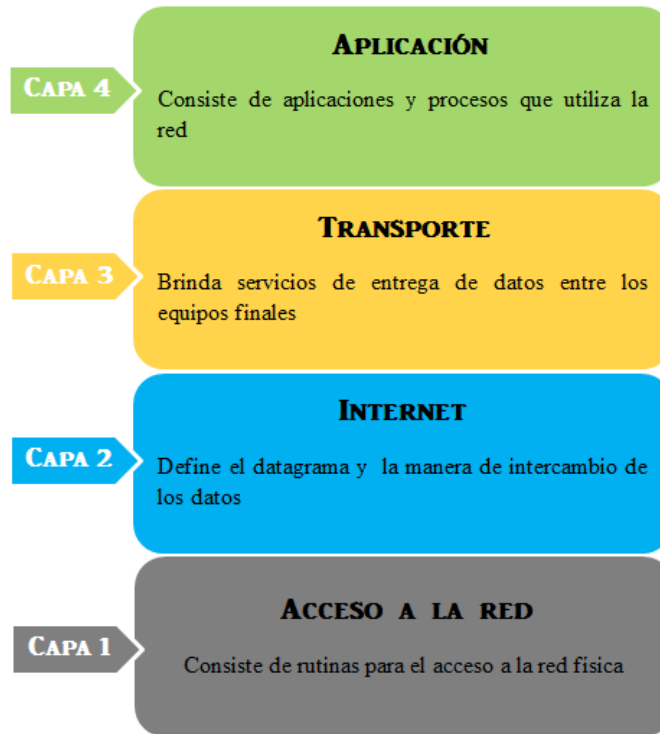 APLICACIÓN
CAPA 4
Consiste de aplicaciones y procesos que utiliza la
red
TRANSPORTE
CAPA 3
Brinda servicios de entrega de datos entre los
equipos finales
INTERNET
CAPA 2
Define el datagrama y la manera de intercambio de
los datos
ACCESO A LA RED
CAPA 1
Consiste de rutinas para el acceso a la red física